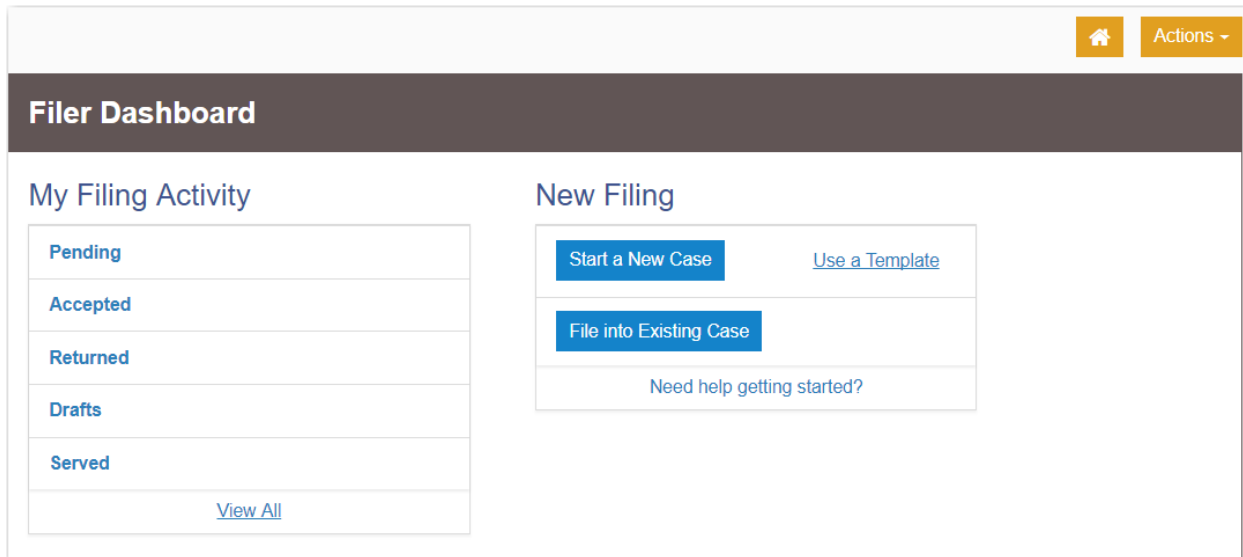 Actions
Filer Dashboard
My Filing Activity
Pending
Accepted
Returned
Drafts
Served
View All
New Filing
Start a New Case
Use a Template
File into Existing Case
Need help getting started?